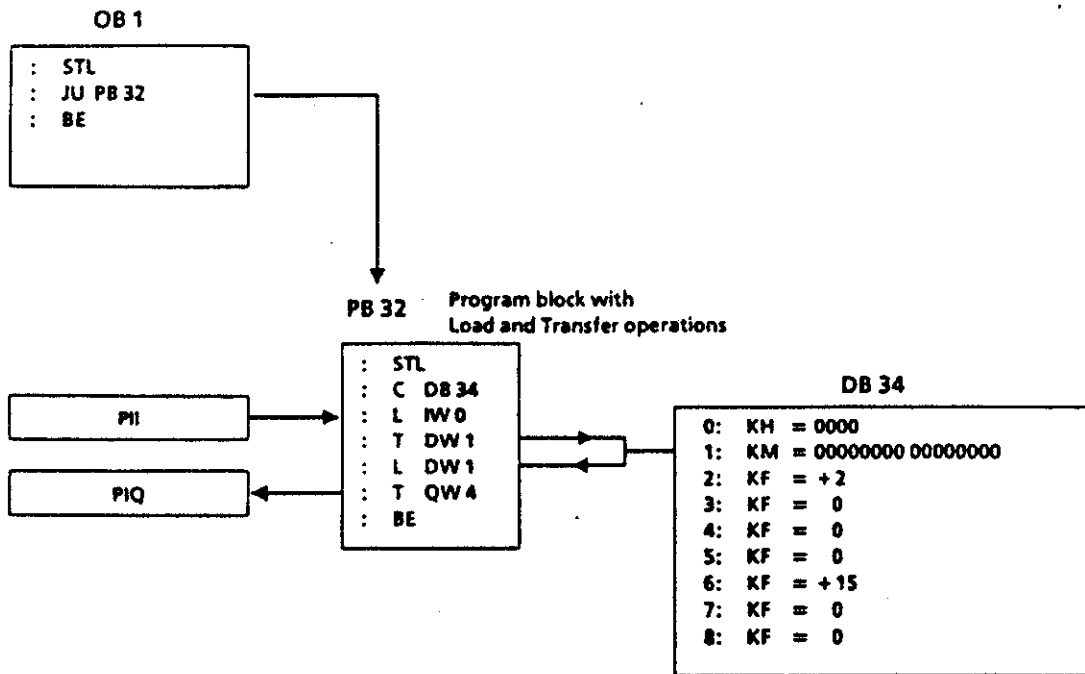 OB 1
: STL
: JU PB 32
: BE
PB 32
Program block with
Load and Transfer operations
: STL
: C DB 34
: L IW 0
: T DW 1
: L DW 1
: T QW 4
: BE
PII
PIQ
DB 34
0: KH = 0000
1: KM = 00000000 00000000
2: KF = +2
3: KF = 0
4: KF = 0
5: KF = 0
6: KF = +15
7: KF = 0
8: KF = 0